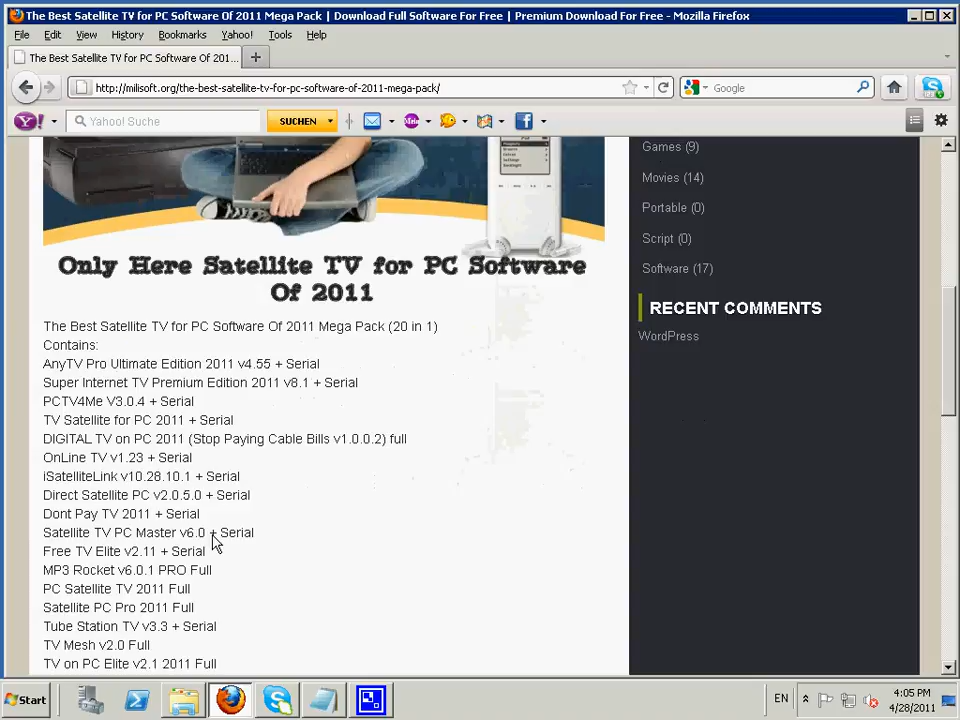 The Best Satellite TV for PC Software Of 2011 Mega Pack | Download Full Software For Free | Premium Download For Free - Mozilla Firefox
File Edit View History Bookmarks Yahoo! Tools Help
The Best Satellite TV for PC Software Of 201...
http://milisoft.org/the-best-satellite-tv-for-pc-software-of-2011-mega-pack/
Google
Yahoo! Suche
SUCHEN
Games (9)
Movies (14)
Portable (0)
Script (0)
Software (17)
RECENT COMMENTS
WordPress
Only Here Satellite TV for PC Software
Of 2011
The Best Satellite TV for PC Software Of 2011 Mega Pack (20 in 1)
Contains:
AnyTV Pro Ultimate Edition 2011 v4.55 + Serial
Super Internet TV Premium Edition 2011 v8.1 + Serial
PCTV4Me V3.0.4 + Serial
TV Satellite for PC 2011 + Serial
DIGITAL TV on PC 2011 (Stop Paying Cable Bills v1.0.0.2) full
OnLine TV v1.23 + Serial
iSatelliteLink v10.28.10.1 + Serial
Direct Satellite PC v2.0.5.0 + Serial
Dont Pay TV 2011 + Serial
Satellite TV PC Master v6.0 + Serial
Free TV Elite v2.11 + Serial
MP3 Rocket v6.0.1 PRO Full
PC Satellite TV 2011 Full
Satellite PC Pro 2011 Full
Tube Station TV v3.3 + Serial
TV Mesh v2.0 Full
TV on PC Elite v2.1 2011 Full
Start
EN
4:05 PM
4/28/2011